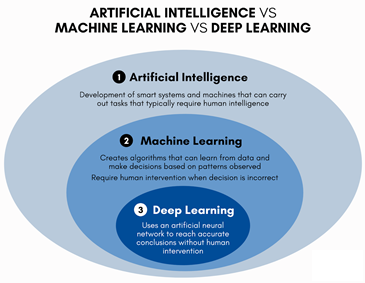 ARTIFICIAL INTELLIGENCE VS
MACHINE LEARNING VS DEEP LEARNING
1 Artificial Intelligence
Development of smart systems and machines that can carry
out tasks that typically require human intelligence
2 Machine Learning
Creates algorithms that can learn from data and
make decisions based on patterns observed
Require human intervention when decision is incorrect
3 Deep Learning
Uses an artificial neural
network to reach accurate
conclusions without human
intervention